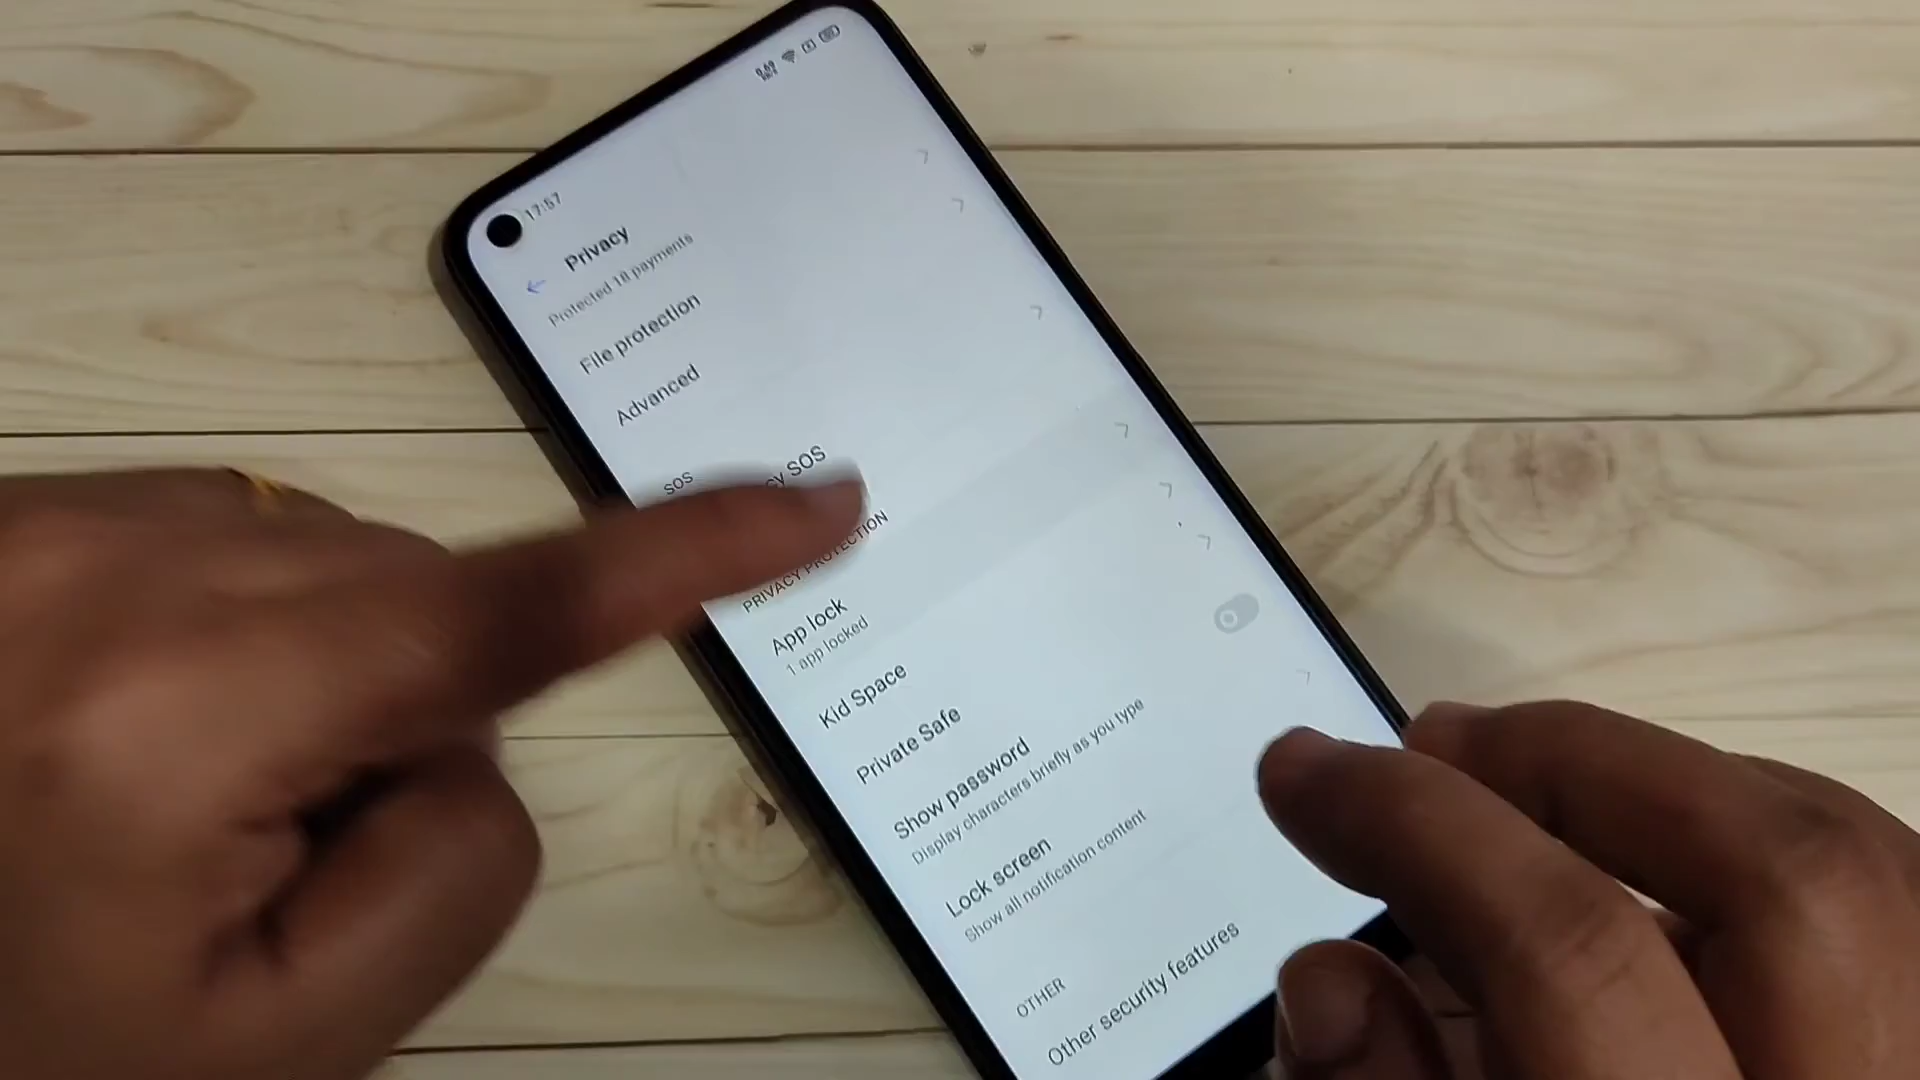 17:57
Privacy
Protected 18 payments
File protection
Advanced
SOS
SOS
PRIVACY PROTECTION
App lock
1 app locked
Kid Space
Private Safe
Show password
Display characters briefly as you type
Lock screen
Show all notification content
OTHER
Other security features